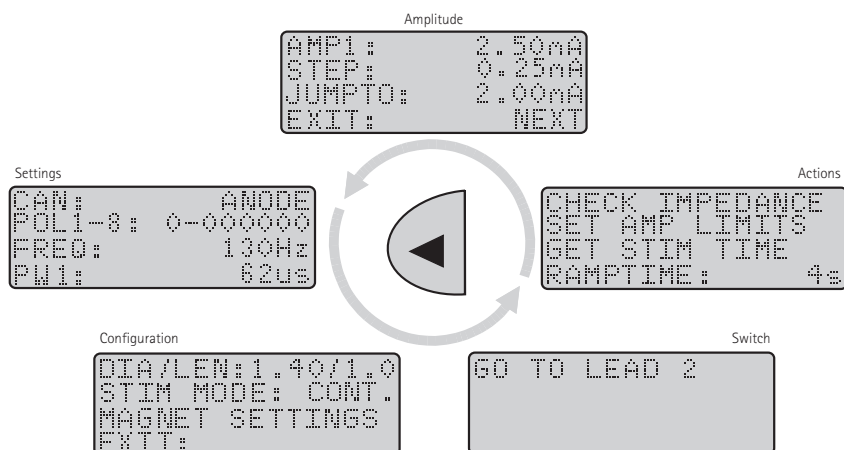 Amplitude
AMP1: 2.50mA
STEP: 0.25mA
JUMPTO: 2.00mA
EXIT: NEXT
Settings
CAN: ANODE
POL1-8: 0-000000
FREQ: 130Hz
PW1: 62us
Actions
CHECK IMPEDANCE
SET AMP LIMITS
GET STIM TIME
RAMPTIME: 4s
Configuration
DIA/LEN:1.40/1.0
STIM MODE: CONT.
MAGNET SETTINGS
EXIT:
Switch
GO TO LEAD 2